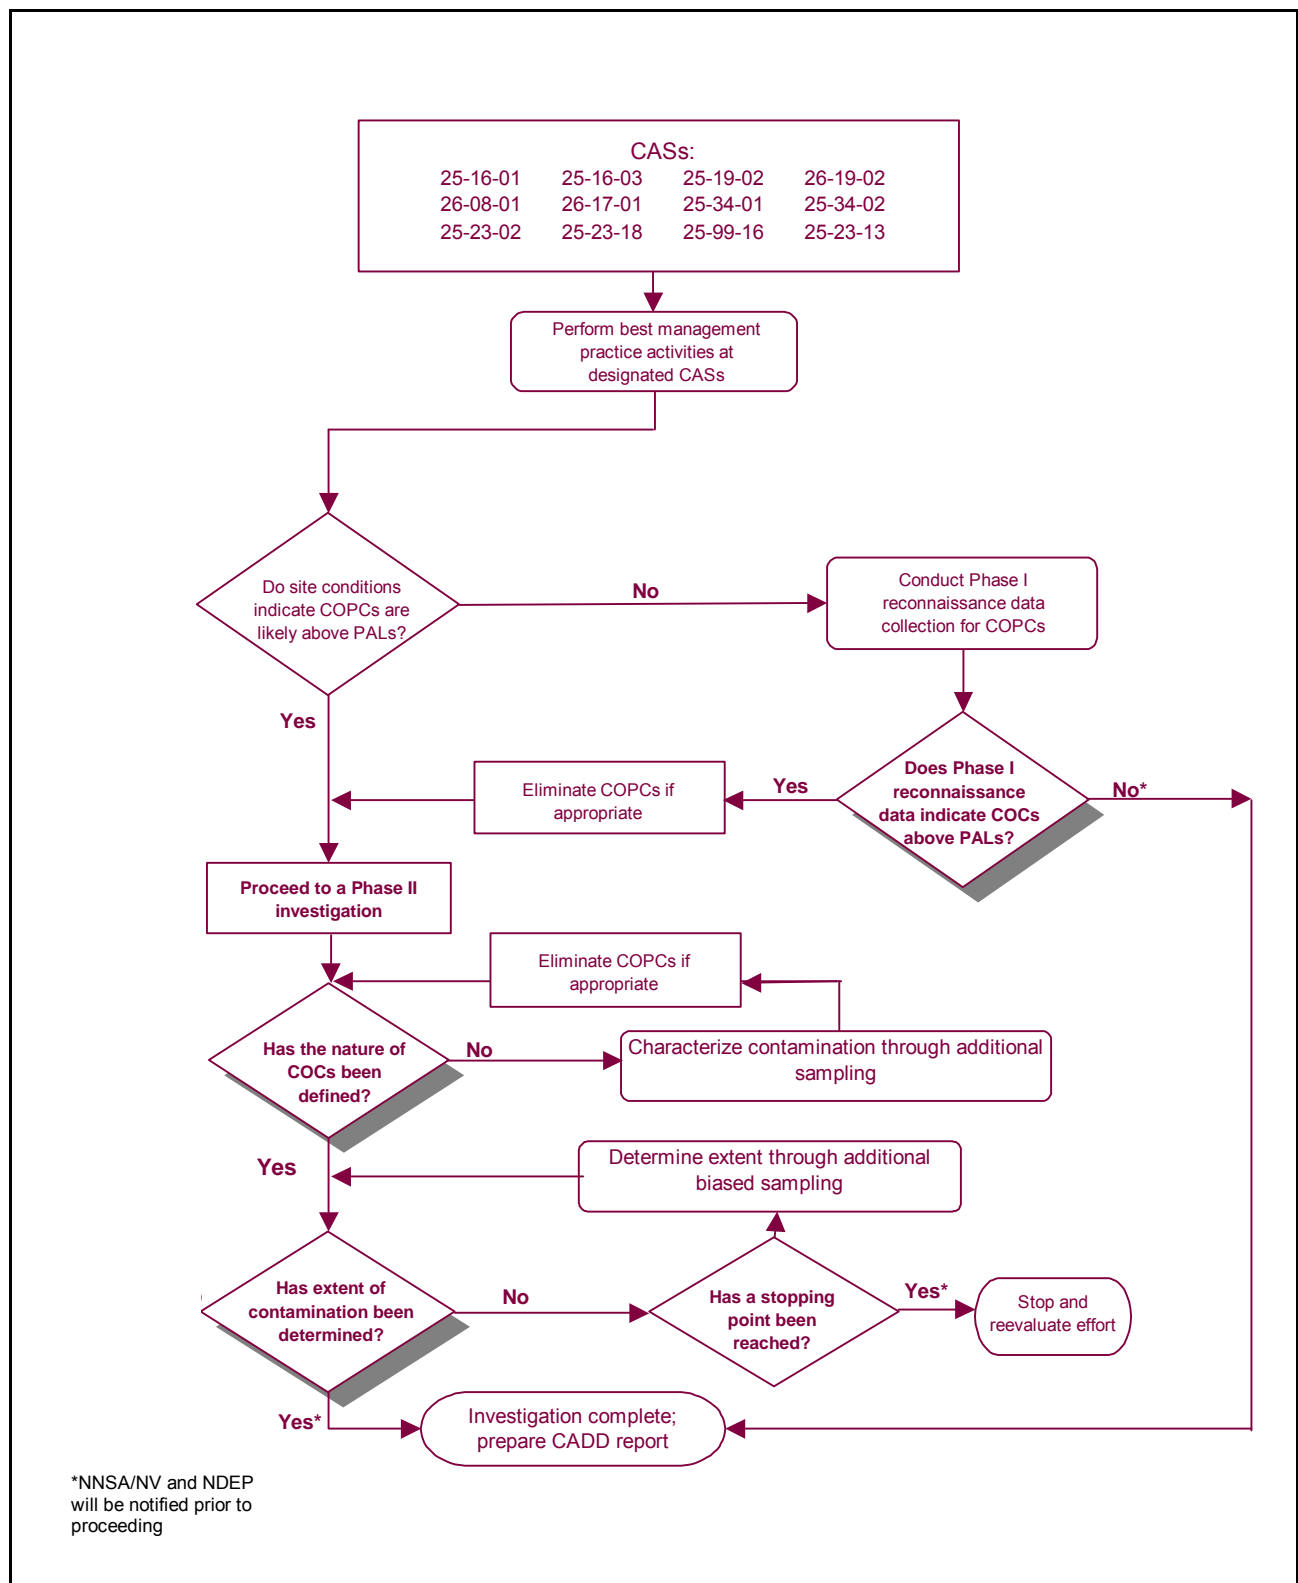 CASs:
25-16-01 25-16-03 25-19-02 26-19-02
26-08-01 26-17-01 25-34-01 25-34-02
25-23-02 25-23-18 25-99-16 25-23-13
Perform best management
practice activities at
designated CASs
Do site conditions
indicate COPCs are
likely above PALs?
No
Conduct Phase I
reconnaissance data
collection for COPCs
Yes
Eliminate COPCs if
appropriate
Yes
Does Phase I
reconnaissance
data indicate COCs
above PALs?
No*
Proceed to a Phase II
investigation
Eliminate COPCs if
appropriate
Has the nature of
COCs been
defined?
No
Characterize contamination through additional
sampling
Yes
Determine extent through additional
biased sampling
Has extent of
contamination been
determined?
No
Has a stopping
point been
reached?
Yes*
Stop and
reevaluate effort
Yes*
Investigation complete;
prepare CADD report
*NNSA/NV and NDEP
will be notified prior to
proceeding